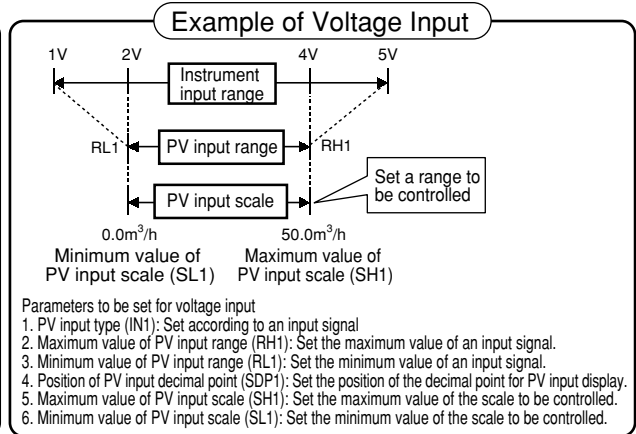 Example of Voltage Input
1V 2V 4V 5V
Instrument
input range
RL1 PV input range RH1
PV input scale
Set a range to
be controlled
0.0m³/h 50.0m³/h
Minimum value of Maximum value of
PV input scale (SL1) PV input scale (SH1)
Parameters to be set for voltage input
1. PV input type (IN1): Set according to an input signal
2. Maximum value of PV input range (RH1): Set the maximum value of an input signal.
3. Minimum value of PV input range (RL1): Set the minimum value of an input signal.
4. Position of PV input decimal point (SDP1): Set the position of the decimal point for PV input display.
5. Maximum value of PV input scale (SH1): Set the maximum value of the scale to be controlled.
6. Minimum value of PV input scale (SL1): Set the minimum value of the scale to be controlled.